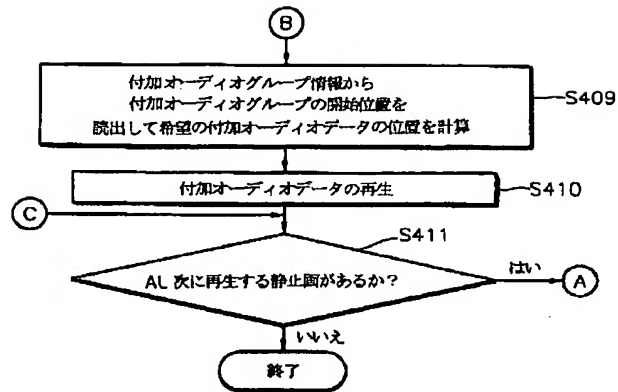 B
付加オーディオグループ情報から
付加オーディオグループの開始位置を
読出して希望の付加オーディオデータの位置を計算
S409
付加オーディオデータの再生
S410
C
S411
AL 次に再生する静止画があるか?
はい
A
いいえ
終了